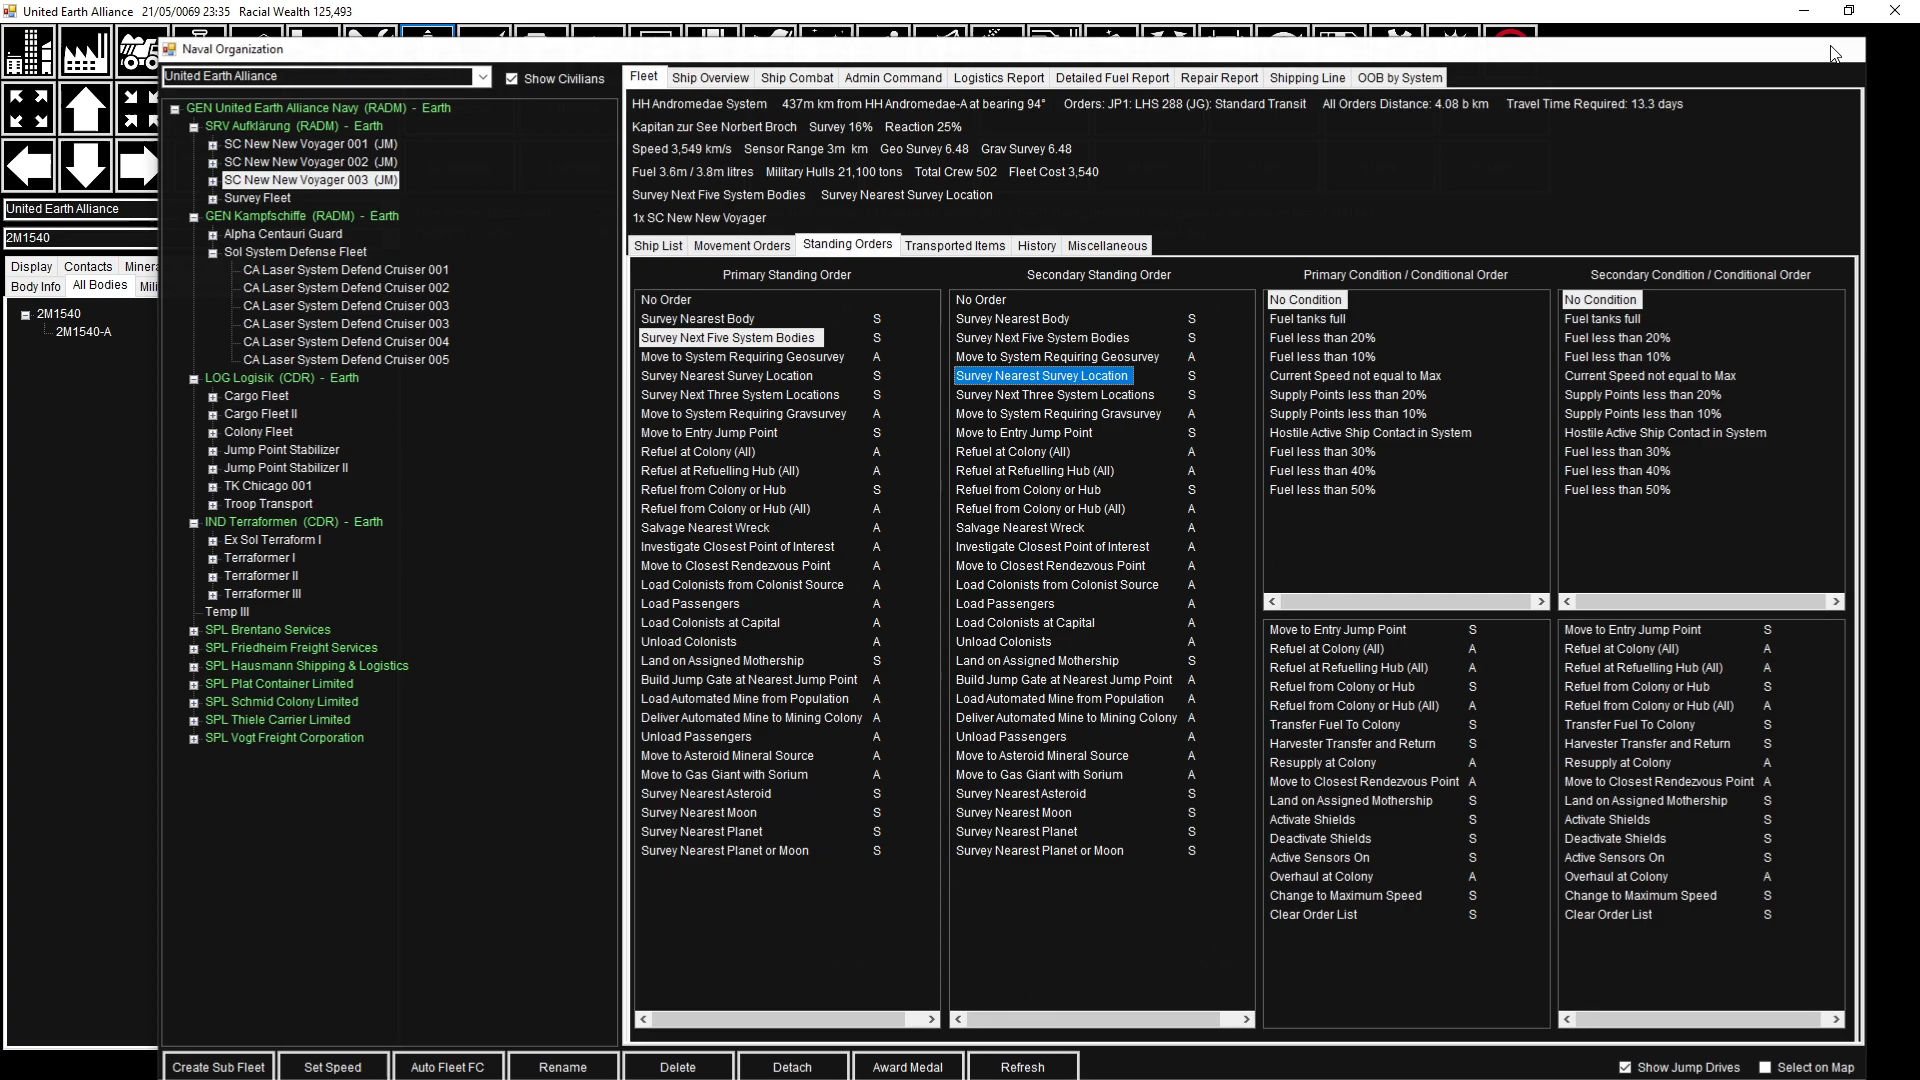 United Earth Alliance 21/05/0069 23:35 Racial Wealth 125,493
Naval Organization
United Earth Alliance
Show Civilians
GEN United Earth Alliance Navy (RADM) - Earth
SRV Aufklärung (RADM) - Earth
SC New New Voyager 001 (JM)
SC New New Voyager 002 (JM)
SC New New Voyager 003 (JM)
Survey Fleet
GEN Kampfschiffe (RADM) - Earth
Alpha Centauri Guard
Sol System Defense Fleet
CA Laser System Defend Cruiser 001
CA Laser System Defend Cruiser 002
CA Laser System Defend Cruiser 003
CA Laser System Defend Cruiser 003
CA Laser System Defend Cruiser 004
CA Laser System Defend Cruiser 005
LOG Logisik (CDR) - Earth
Cargo Fleet
Cargo Fleet II
Colony Fleet
Jump Point Stabilizer
Jump Point Stabilizer II
TK Chicago 001
Troop Transport
IND Terraformen (CDR) - Earth
Ex Sol Terraform I
Terraformer I
Terraformer II
Terraformer III
Temp III
SPL Brentano Services
SPL Friedheim Freight Services
SPL Hausmann Shipping & Logistics
SPL Plat Container Limited
SPL Schmid Colony Limited
SPL Thiele Carrier Limited
SPL Vogt Freight Corporation
United Earth Alliance
2M1540
Display Contacts Minera
Body Info All Bodies Mili
2M1540
2M1540-A
Fleet Ship Overview Ship Combat Admin Command Logistics Report Detailed Fuel Report Repair Report Shipping Line OOB by System
HH Andromedae System 437m km from HH Andromedae-A at bearing 94° Orders: JP1: LHS 288 (JG): Standard Transit All Orders Distance: 4.08 b km Travel Time Required: 13.3 days
Kapitan zur See Norbert Broch Survey 16% Reaction 25%
Speed 3,549 km/s Sensor Range 3m km Geo Survey 6.48 Grav Survey 6.48
Fuel 3.6m / 3.8m litres Military Hulls 21,100 tons Total Crew 502 Fleet Cost 3,540
Survey Next Five System Bodies Survey Nearest Survey Location
1x SC New New Voyager
Ship List Movement Orders Standing Orders Transported Items History Miscellaneous
Primary Standing Order
No Order
Survey Nearest Body S
Survey Next Five System Bodies S
Move to System Requiring Geosurvey A
Survey Nearest Survey Location S
Survey Next Three System Locations S
Move to System Requiring Gravsurvey A
Move to Entry Jump Point S
Refuel at Colony (All) A
Refuel at Refuelling Hub (All) A
Refuel from Colony or Hub S
Refuel from Colony or Hub (All) A
Salvage Nearest Wreck A
Investigate Closest Point of Interest A
Move to Closest Rendezvous Point A
Load Colonists from Colonist Source A
Load Passengers A
Load Colonists at Capital A
Unload Colonists A
Land on Assigned Mothership S
Build Jump Gate at Nearest Jump Point A
Load Automated Mine from Population A
Deliver Automated Mine to Mining Colony A
Unload Passengers A
Move to Asteroid Mineral Source A
Move to Gas Giant with Sorium A
Survey Nearest Asteroid S
Survey Nearest Moon S
Survey Nearest Planet S
Survey Nearest Planet or Moon S
Secondary Standing Order
No Order
Survey Nearest Body S
Survey Next Five System Bodies S
Move to System Requiring Geosurvey A
Survey Nearest Survey Location S
Survey Next Three System Locations S
Move to System Requiring Gravsurvey A
Move to Entry Jump Point S
Refuel at Colony (All) A
Refuel at Refuelling Hub (All) A
Refuel from Colony or Hub S
Refuel from Colony or Hub (All) A
Salvage Nearest Wreck A
Investigate Closest Point of Interest A
Move to Closest Rendezvous Point A
Load Colonists from Colonist Source A
Load Passengers A
Load Colonists at Capital A
Unload Colonists A
Land on Assigned Mothership S
Build Jump Gate at Nearest Jump Point A
Load Automated Mine from Population A
Deliver Automated Mine to Mining Colony A
Unload Passengers A
Move to Asteroid Mineral Source A
Move to Gas Giant with Sorium A
Survey Nearest Asteroid S
Survey Nearest Moon S
Survey Nearest Planet S
Survey Nearest Planet or Moon S
Primary Condition / Conditional Order
No Condition
Fuel tanks full
Fuel less than 20%
Fuel less than 10%
Current Speed not equal to Max
Supply Points less than 20%
Supply Points less than 10%
Hostile Active Ship Contact in System
Fuel less than 30%
Fuel less than 40%
Fuel less than 50%
Move to Entry Jump Point S
Refuel at Colony (All) A
Refuel at Refuelling Hub (All) A
Refuel from Colony or Hub S
Refuel from Colony or Hub (All) A
Transfer Fuel To Colony S
Harvester Transfer and Return S
Resupply at Colony A
Move to Closest Rendezvous Point A
Land on Assigned Mothership S
Activate Shields S
Deactivate Shields S
Active Sensors On S
Overhaul at Colony A
Change to Maximum Speed S
Clear Order List S
Secondary Condition / Conditional Order
No Condition
Fuel tanks full
Fuel less than 20%
Fuel less than 10%
Current Speed not equal to Max
Supply Points less than 20%
Supply Points less than 10%
Hostile Active Ship Contact in System
Fuel less than 30%
Fuel less than 40%
Fuel less than 50%
Move to Entry Jump Point S
Refuel at Colony (All) A
Refuel at Refuelling Hub (All) A
Refuel from Colony or Hub S
Refuel from Colony or Hub (All) A
Transfer Fuel To Colony S
Harvester Transfer and Return S
Resupply at Colony A
Move to Closest Rendezvous Point A
Land on Assigned Mothership S
Activate Shields S
Deactivate Shields S
Active Sensors On S
Overhaul at Colony A
Change to Maximum Speed S
Clear Order List S
Create Sub Fleet Set Speed Auto Fleet FC Rename Delete Detach Award Medal Refresh Show Jump Drives Select on Map